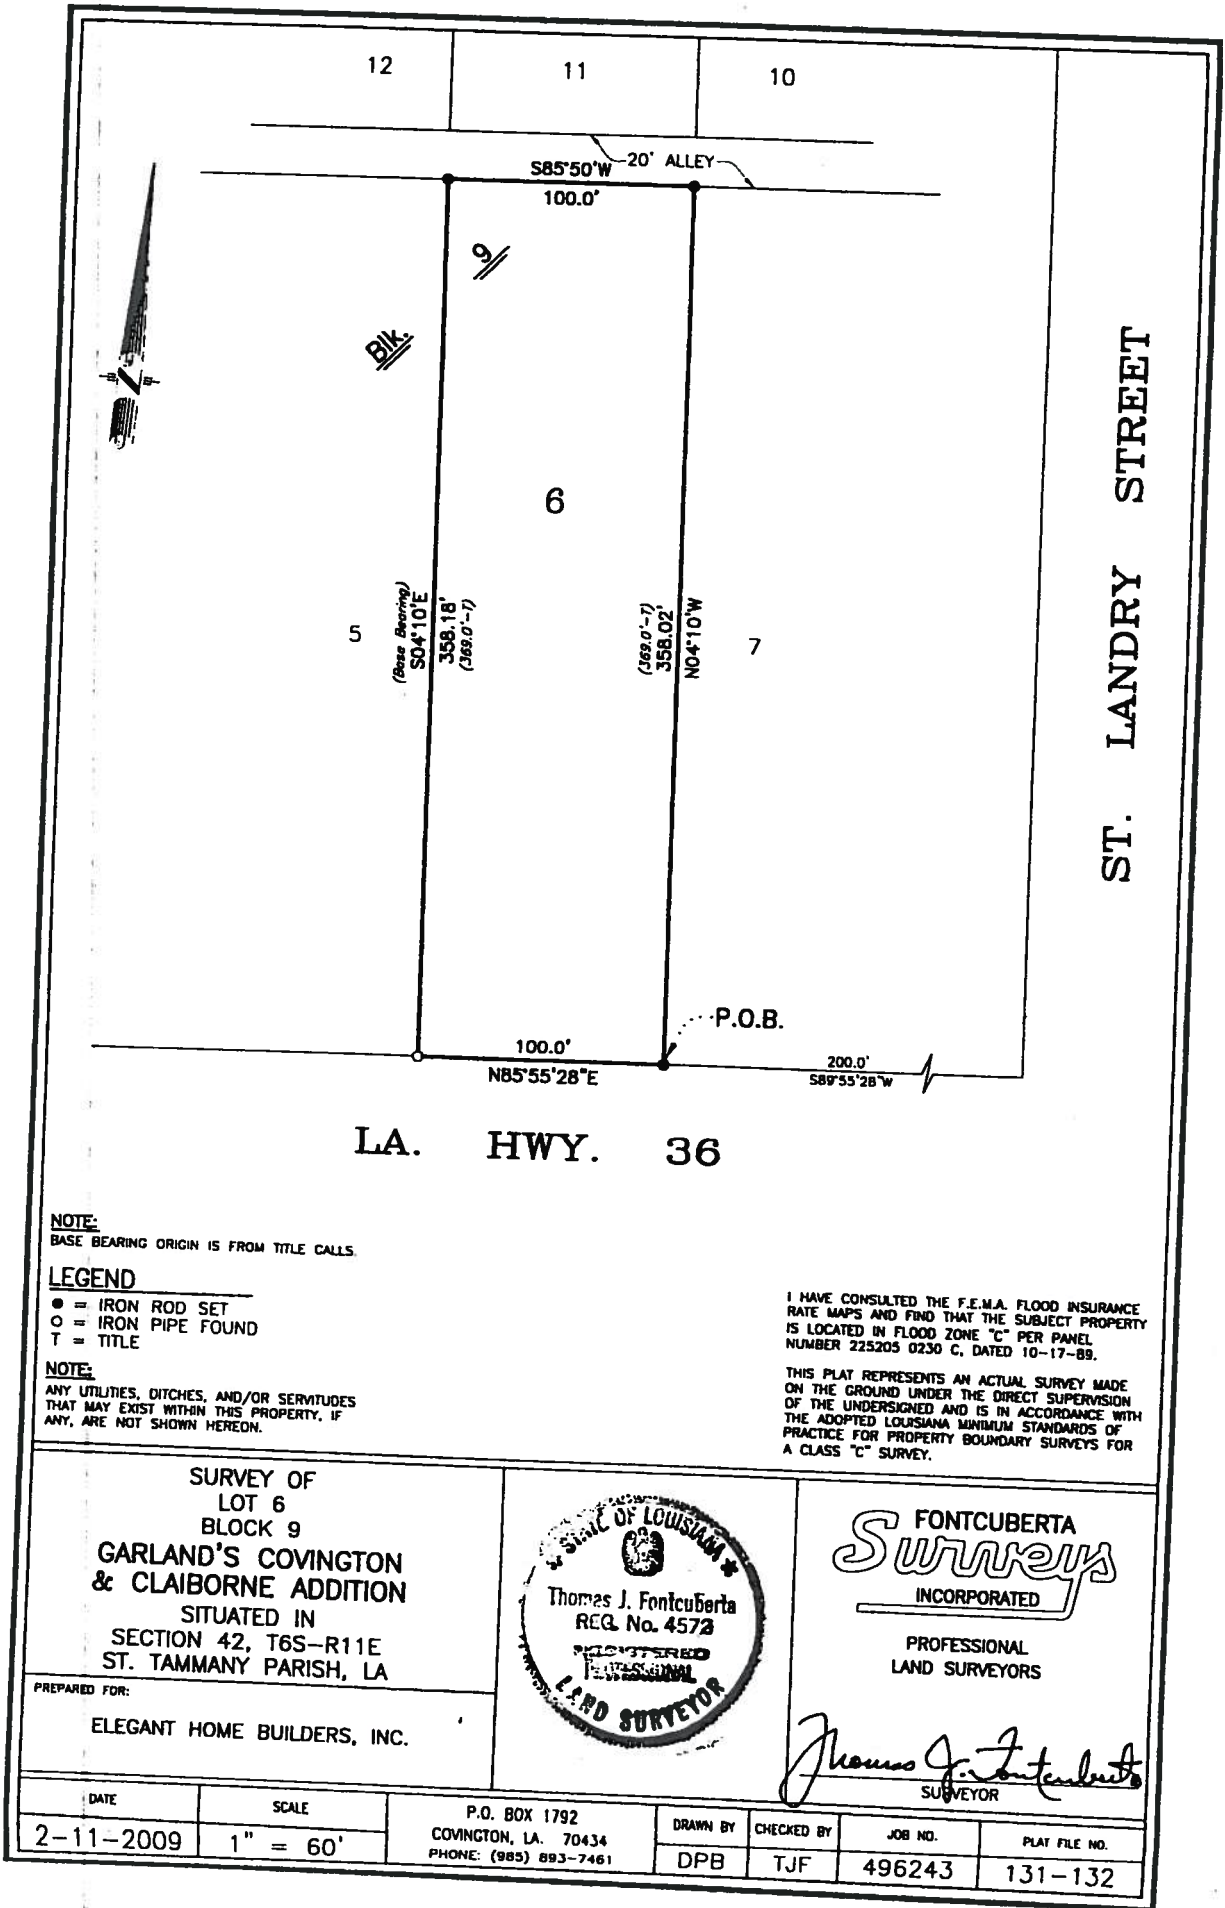 12
11
10
20' ALLEY
S85°50'W
100.0'
9
Blk.
6
5
(Base Bearing)
S04°10'E
358.18'
(369.0'-T)
(369.0'-T)
358.02'
N04°10'W
7
ST. LANDRY STREET
P.O.B.
100.0'
N85°55'28"E
200.0'
S89°55'28"W
LA. HWY. 36
NOTE:
BASE BEARING ORIGIN IS FROM TITLE CALLS.
LEGEND
● = IRON ROD SET
O = IRON PIPE FOUND
T = TITLE
NOTE:
ANY UTILITIES, DITCHES, AND/OR SERVITUDES
THAT MAY EXIST WITHIN THIS PROPERTY, IF
ANY, ARE NOT SHOWN HEREON.
I HAVE CONSULTED THE F.E.M.A. FLOOD INSURANCE
RATE MAPS AND FIND THAT THE SUBJECT PROPERTY
IS LOCATED IN FLOOD ZONE "C" PER PANEL
NUMBER 225205 0230 C, DATED 10-17-89.
THIS PLAT REPRESENTS AN ACTUAL SURVEY MADE
ON THE GROUND UNDER THE DIRECT SUPERVISION
OF THE UNDERSIGNED AND IS IN ACCORDANCE WITH
THE ADOPTED LOUISIANA MINIMUM STANDARDS OF
PRACTICE FOR PROPERTY BOUNDARY SURVEYS FOR
A CLASS "C" SURVEY.
SURVEY OF
LOT 6
BLOCK 9
GARLAND'S COVINGTON
& CLAIBORNE ADDITION
SITUATED IN
SECTION 42, T6S-R11E
ST. TAMMANY PARISH, LA
PREPARED FOR:
ELEGANT HOME BUILDERS, INC.
STATE OF LOUISIANA
Thomas J. Fontcuberta
REG. No. 4573
REGISTERED
PROFESSIONAL
LAND SURVEYOR
FONTCUBERTA
Surveys
INCORPORATED
PROFESSIONAL
LAND SURVEYORS
Thomas J. Fontcuberta
SURVEYOR
DATE
2-11-2009
SCALE
1" = 60'
P.O. BOX 1792
COVINGTON, LA. 70434
PHONE: (985) 893-7461
DRAWN BY
DPB
CHECKED BY
TJF
JOB NO.
496243
PLAT FILE NO.
131-132